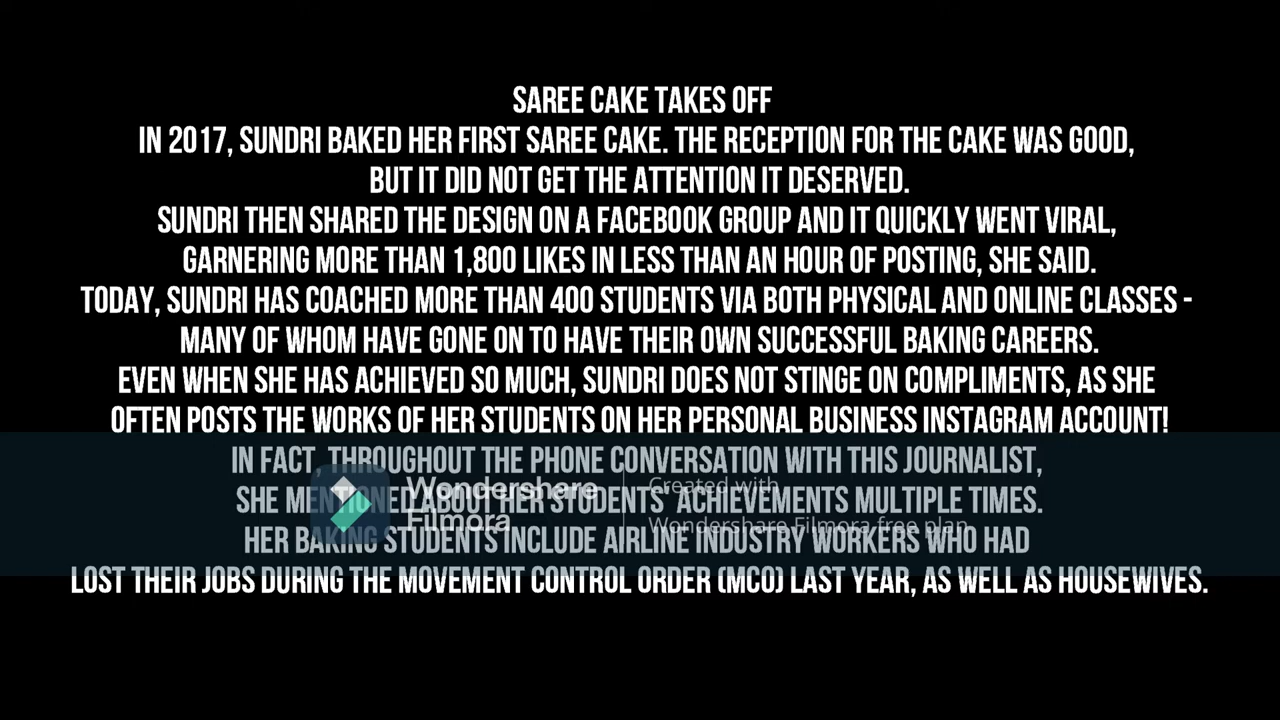 SAREE CAKE TAKES OFF
IN 2017, SUNDRI BAKED HER FIRST SAREE CAKE. THE RECEPTION FOR THE CAKE WAS GOOD,
BUT IT DID NOT GET THE ATTENTION IT DESERVED.
SUNDRI THEN SHARED THE DESIGN ON A FACEBOOK GROUP AND IT QUICKLY WENT VIRAL,
GARNERING MORE THAN 1,800 LIKES IN LESS THAN AN HOUR OF POSTING, SHE SAID.
TODAY, SUNDRI HAS COACHED MORE THAN 400 STUDENTS VIA BOTH PHYSICAL AND ONLINE CLASSES -
MANY OF WHOM HAVE GONE ON TO HAVE THEIR OWN SUCCESSFUL BAKING CAREERS.
EVEN WHEN SHE HAS ACHIEVED SO MUCH, SUNDRI DOES NOT STINGE ON COMPLIMENTS, AS SHE
OFTEN POSTS THE WORKS OF HER STUDENTS ON HER PERSONAL BUSINESS INSTAGRAM ACCOUNT!
IN FACT, THROUGHOUT THE PHONE CONVERSATION WITH THIS JOURNALIST,
SHE MENTIONED ABOUT HER STUDENTS' ACHIEVEMENTS MULTIPLE TIMES.
HER BAKING STUDENTS INCLUDE AIRLINE INDUSTRY WORKERS WHO HAD
LOST THEIR JOBS DURING THE MOVEMENT CONTROL ORDER (MCO) LAST YEAR, AS WELL AS HOUSEWIVES.
Wondershare
Filmora
Created with
Wondershare Filmora free plan